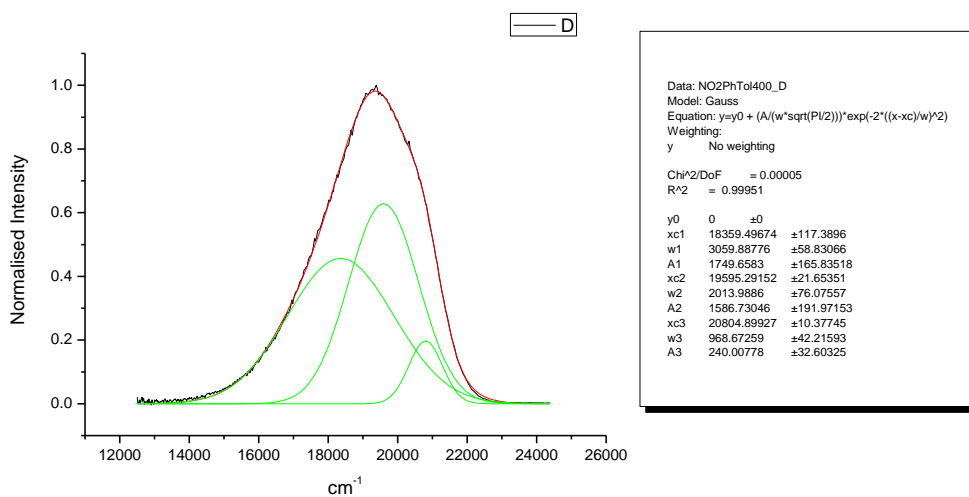 D
Normalised Intensity
1.0
0.8
0.6
0.4
0.2
0.0
12000 14000 16000 18000 20000 22000 24000 26000
cm-1
Data: NO2PhTol400_D
Model: Gauss
Equation: y=y0 + (A/(w*sqrt(PI/2)))*exp(-2*((x-xc)/w)^2)
Weighting:
y No weighting
Chi^2/DoF = 0.00005
R^2 = 0.99951
y0 0 ±0
xc1 18359.49674 ±117.3896
w1 3059.88776 ±58.83066
A1 1749.6583 ±165.83518
xc2 19595.29152 ±21.65351
w2 2013.9886 ±76.07557
A2 1586.73046 ±191.97153
xc3 20804.89927 ±10.37745
w3 968.67259 ±42.21593
A3 240.00778 ±32.60325